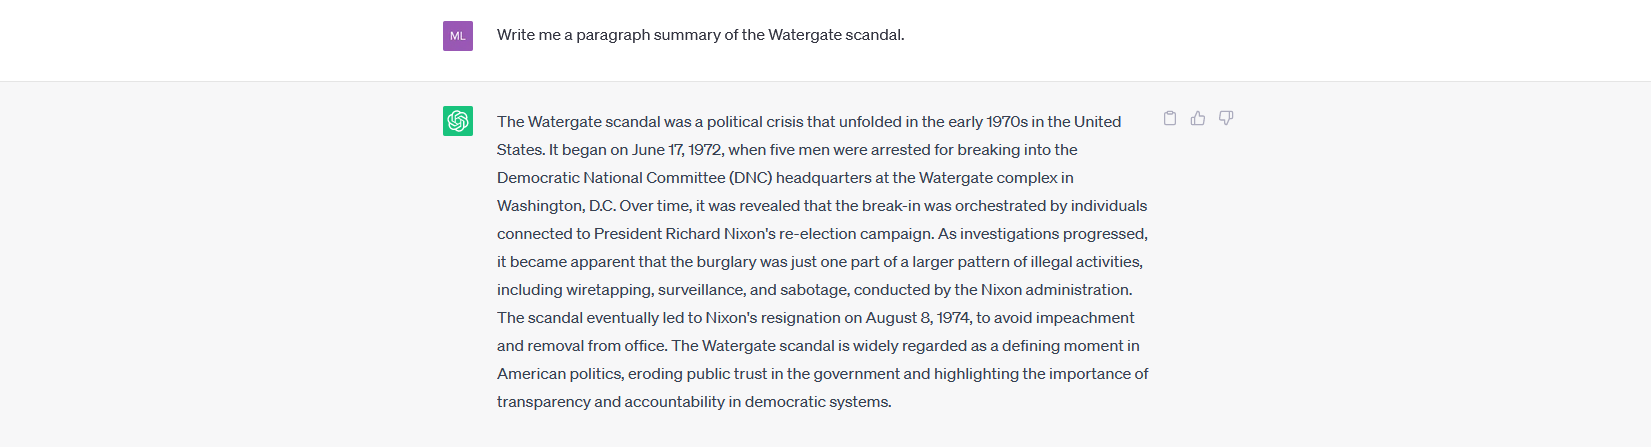 ML
Write me a paragraph summary of the Watergate scandal.
The Watergate scandal was a political crisis that unfolded in the early 1970s in the United
States. It began on June 17, 1972, when five men were arrested for breaking into the
Democratic National Committee (DNC) headquarters at the Watergate complex in
Washington, D.C. Over time, it was revealed that the break-in was orchestrated by individuals
connected to President Richard Nixon's re-election campaign. As investigations progressed,
it became apparent that the burglary was just one part of a larger pattern of illegal activities,
including wiretapping, surveillance, and sabotage, conducted by the Nixon administration.
The scandal eventually led to Nixon's resignation on August 8, 1974, to avoid impeachment
and removal from office. The Watergate scandal is widely regarded as a defining moment in
American politics, eroding public trust in the government and highlighting the importance of
transparency and accountability in democratic systems.